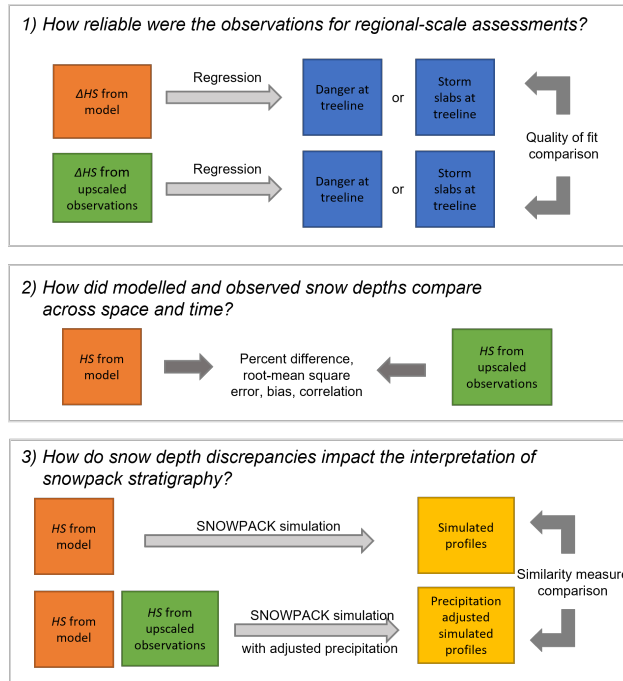 1) How reliable were the observations for regional-scale assessments?
ΔHS from
model
Regression
Danger at
treeline
or
Storm
slabs at
treeline
Quality of fit
comparison
ΔHS from
upscaled
observations
Regression
Danger at
treeline
or
Storm
slabs at
treeline
2) How did modelled and observed snow depths compare
across space and time?
HS from
model
Percent difference,
root-mean square
error, bias, correlation
HS from
upscaled
observations
3) How do snow depth discrepancies impact the interpretation of
snowpack stratigraphy?
HS from
model
SNOWPACK simulation
Simulated
profiles
Similarity measure
comparison
HS from
model
HS from
upscaled
observations
SNOWPACK simulation
with adjusted precipitation
Precipitation
adjusted
simulated
profiles